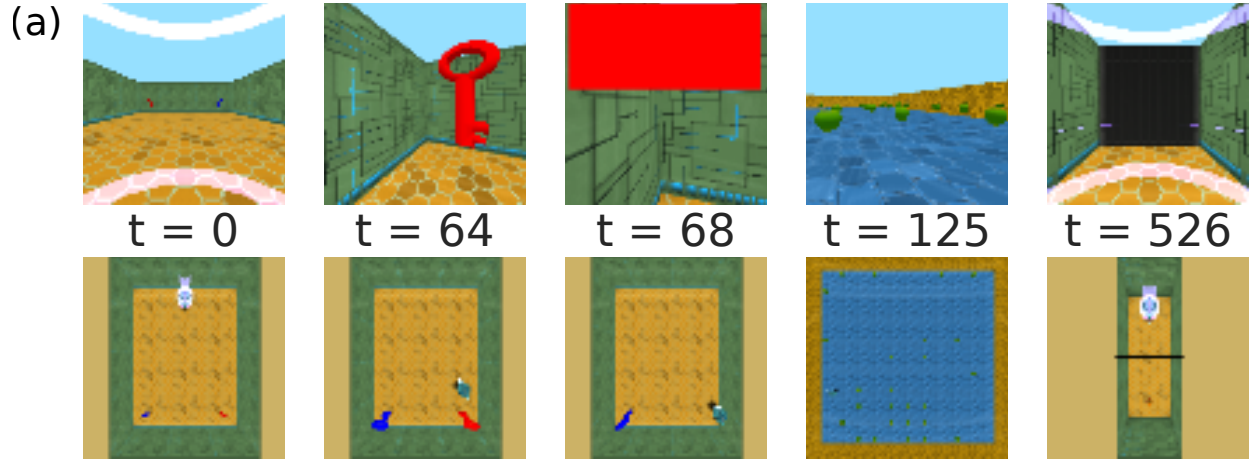 (a)
t = 0
t = 64
t = 68
t = 125
t = 526